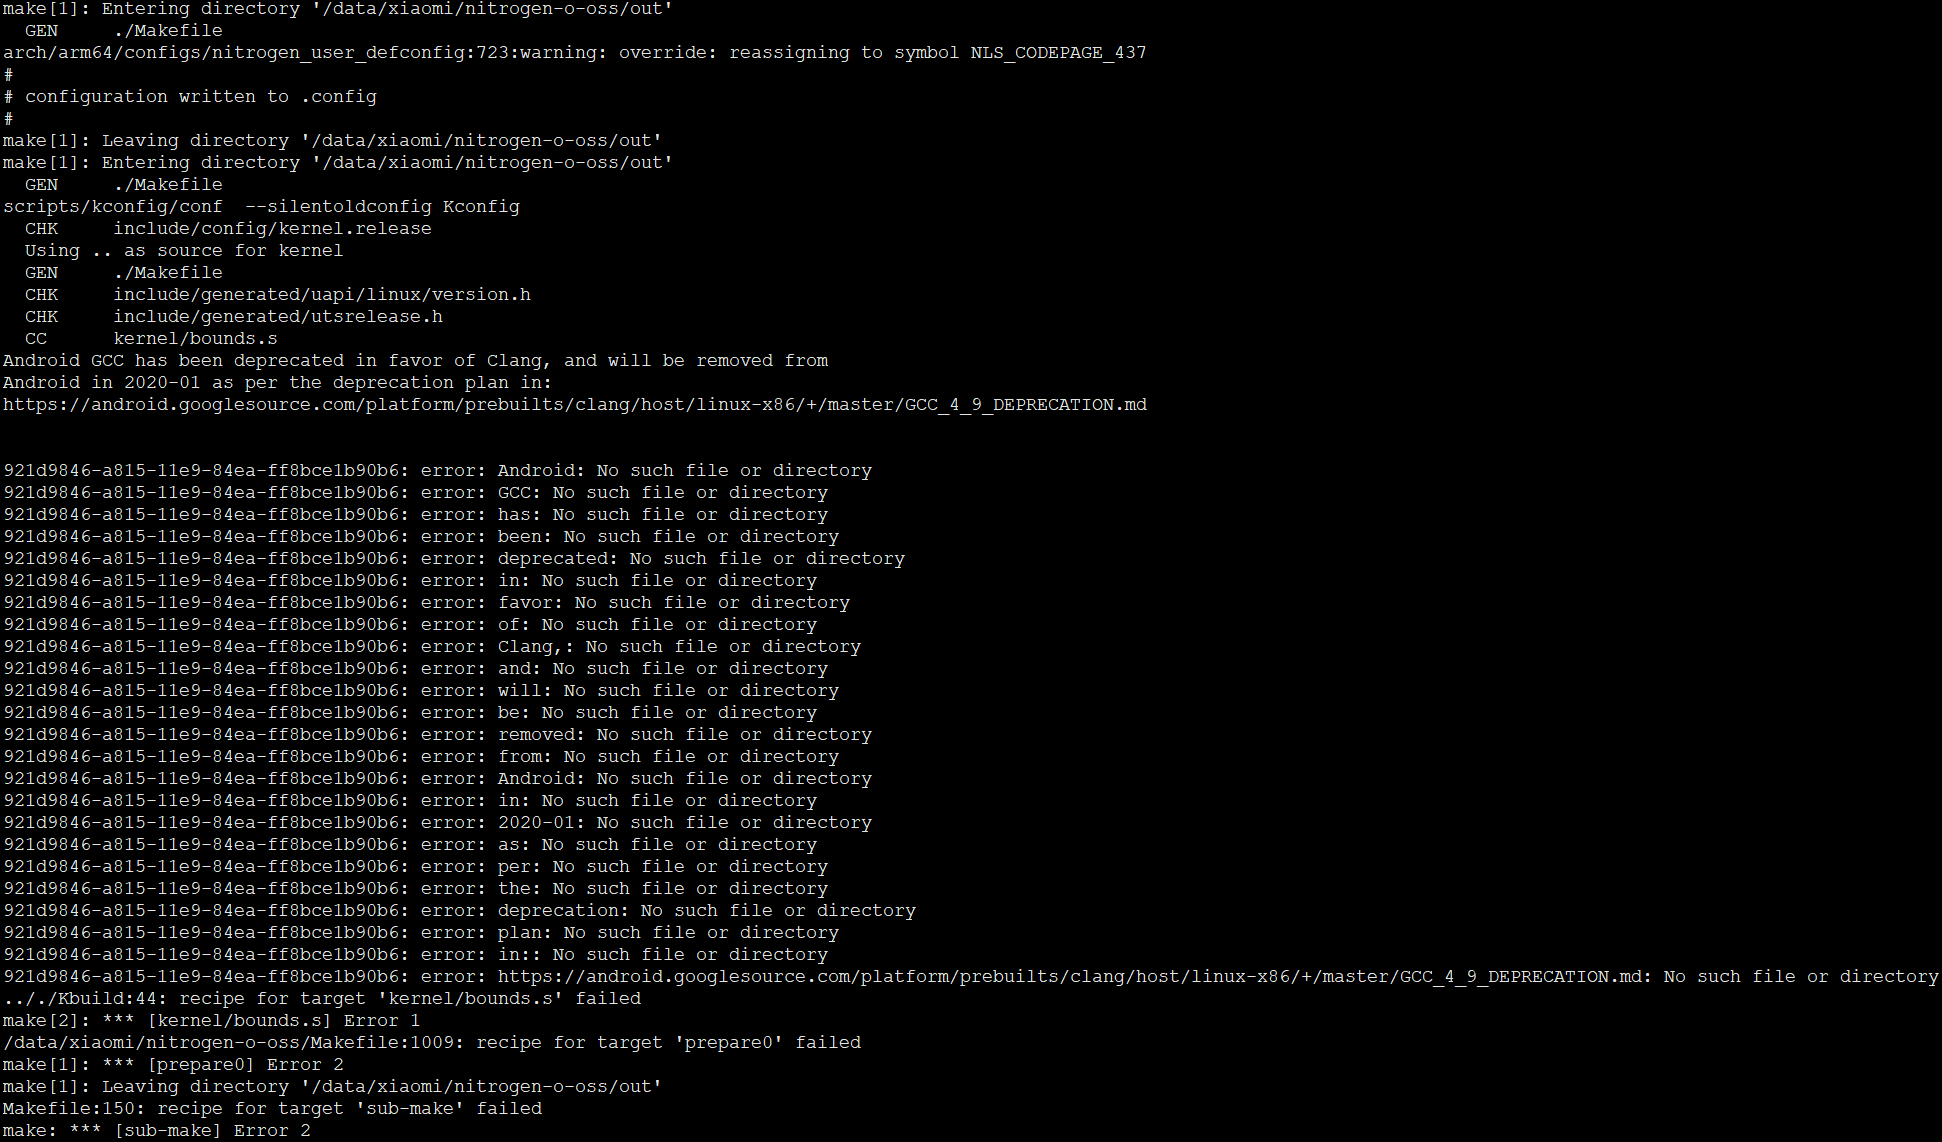 make[1]: Entering directory '/data/xiaomi/nitrogen-o-oss/out'
  GEN     ./Makefile
arch/arm64/configs/nitrogen_user_defconfig:723:warning: override: reassigning to symbol NLS_CODEPAGE_437
#
# configuration written to .config
#
make[1]: Leaving directory '/data/xiaomi/nitrogen-o-oss/out'
make[1]: Entering directory '/data/xiaomi/nitrogen-o-oss/out'
  GEN     ./Makefile
scripts/kconfig/conf  --silentoldconfig Kconfig
  CHK     include/config/kernel.release
  Using .. as source for kernel
  GEN     ./Makefile
  CHK     include/generated/uapi/linux/version.h
  CHK     include/generated/utsrelease.h
  CC      kernel/bounds.s
Android GCC has been deprecated in favor of Clang, and will be removed from
Android in 2020-01 as per the deprecation plan in:
https://android.googlesource.com/platform/prebuilts/clang/host/linux-x86/+/master/GCC_4_9_DEPRECATION.md
921d9846-a815-11e9-84ea-ff8bce1b90b6: error: Android: No such file or directory
921d9846-a815-11e9-84ea-ff8bce1b90b6: error: GCC: No such file or directory
921d9846-a815-11e9-84ea-ff8bce1b90b6: error: has: No such file or directory
921d9846-a815-11e9-84ea-ff8bce1b90b6: error: been: No such file or directory
921d9846-a815-11e9-84ea-ff8bce1b90b6: error: deprecated: No such file or directory
921d9846-a815-11e9-84ea-ff8bce1b90b6: error: in: No such file or directory
921d9846-a815-11e9-84ea-ff8bce1b90b6: error: favor: No such file or directory
921d9846-a815-11e9-84ea-ff8bce1b90b6: error: of: No such file or directory
921d9846-a815-11e9-84ea-ff8bce1b90b6: error: Clang,: No such file or directory
921d9846-a815-11e9-84ea-ff8bce1b90b6: error: and: No such file or directory
921d9846-a815-11e9-84ea-ff8bce1b90b6: error: will: No such file or directory
921d9846-a815-11e9-84ea-ff8bce1b90b6: error: be: No such file or directory
921d9846-a815-11e9-84ea-ff8bce1b90b6: error: removed: No such file or directory
921d9846-a815-11e9-84ea-ff8bce1b90b6: error: from: No such file or directory
921d9846-a815-11e9-84ea-ff8bce1b90b6: error: Android: No such file or directory
921d9846-a815-11e9-84ea-ff8bce1b90b6: error: in: No such file or directory
921d9846-a815-11e9-84ea-ff8bce1b90b6: error: 2020-01: No such file or directory
921d9846-a815-11e9-84ea-ff8bce1b90b6: error: as: No such file or directory
921d9846-a815-11e9-84ea-ff8bce1b90b6: error: per: No such file or directory
921d9846-a815-11e9-84ea-ff8bce1b90b6: error: the: No such file or directory
921d9846-a815-11e9-84ea-ff8bce1b90b6: error: deprecation: No such file or directory
921d9846-a815-11e9-84ea-ff8bce1b90b6: error: plan: No such file or directory
921d9846-a815-11e9-84ea-ff8bce1b90b6: error: in:: No such file or directory
921d9846-a815-11e9-84ea-ff8bce1b90b6: error: https://android.googlesource.com/platform/prebuilts/clang/host/linux-x86/+/master/GCC_4_9_DEPRECATION.md: No such file or directory
.././Kbuild:44: recipe for target 'kernel/bounds.s' failed
make[2]: *** [kernel/bounds.s] Error 1
/data/xiaomi/nitrogen-o-oss/Makefile:1009: recipe for target 'prepare0' failed
make[1]: *** [prepare0] Error 2
make[1]: Leaving directory '/data/xiaomi/nitrogen-o-oss/out'
Makefile:150: recipe for target 'sub-make' failed
make: *** [sub-make] Error 2